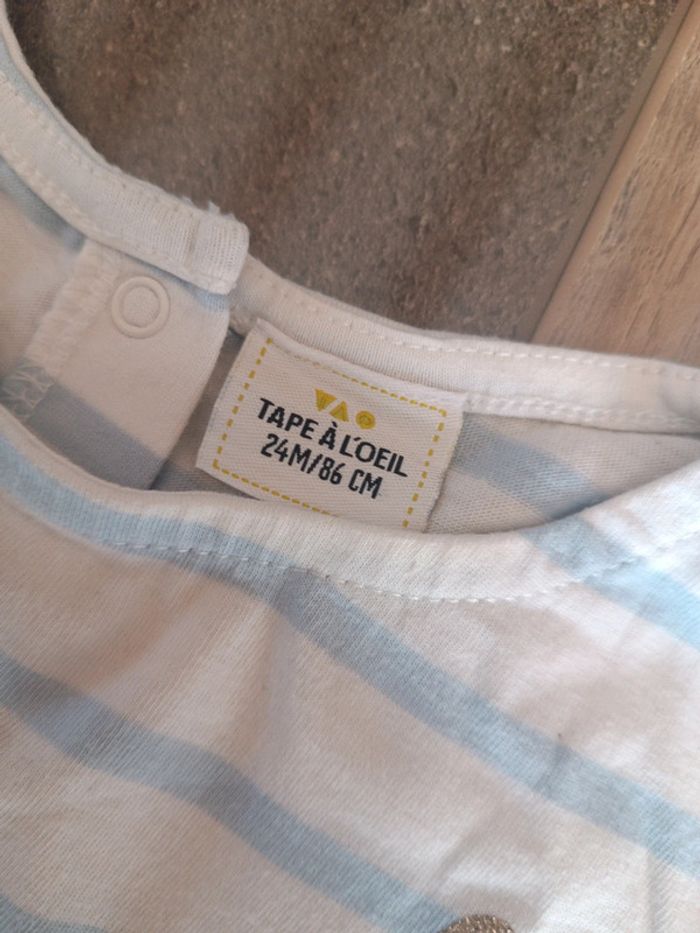 TAPE À L'OEIL
24M/86 CM